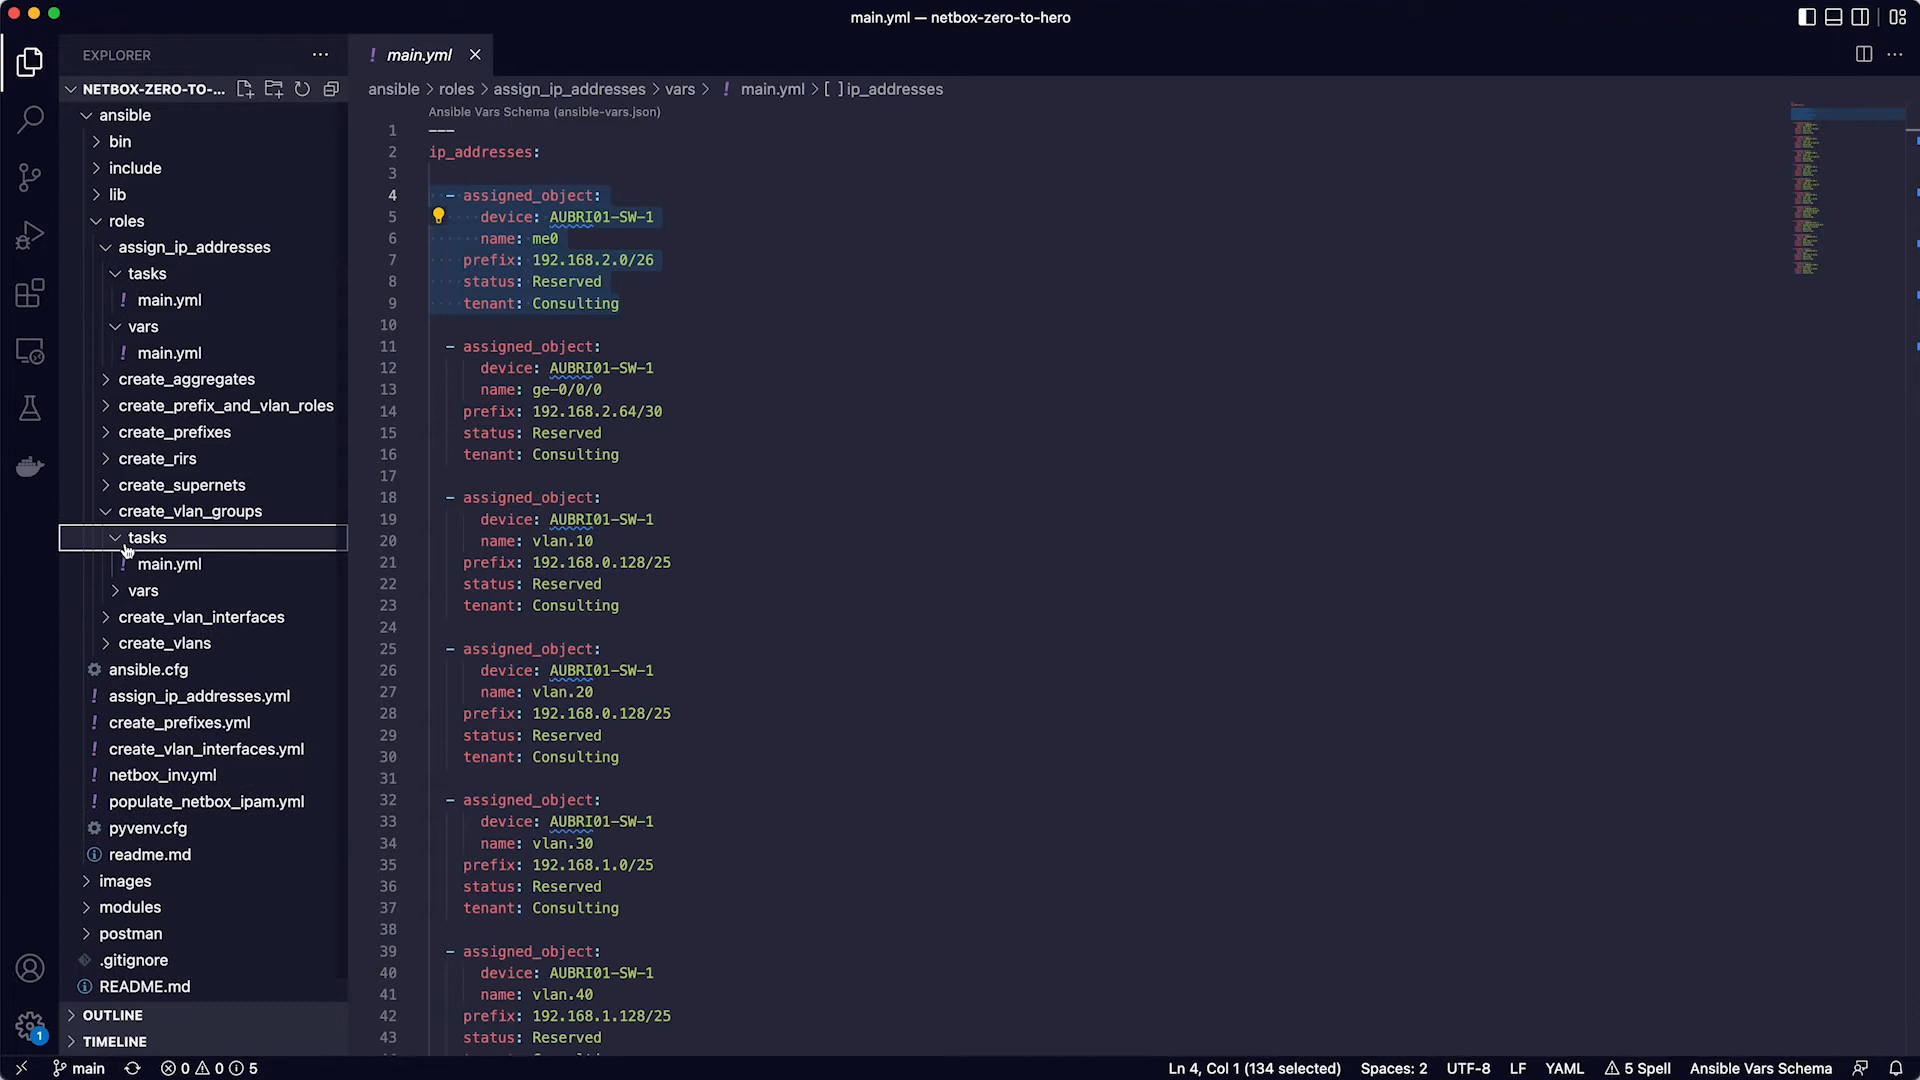 main.yml — netbox-zero-to-hero
EXPLORER
! main.yml
NETBOX-ZERO-TO-...
ansible > roles > assign_ip_addresses > vars > ! main.yml > [ ] ip_addresses
Ansible Vars Schema (ansible-vars.json)
ansible
bin
include
lib
roles
assign_ip_addresses
tasks
! main.yml
vars
! main.yml
create_aggregates
create_prefix_and_vlan_roles
create_prefixes
create_rirs
create_supernets
create_vlan_groups
tasks
! main.yml
vars
create_vlan_interfaces
create_vlans
ansible.cfg
! assign_ip_addresses.yml
! create_prefixes.yml
! create_vlan_interfaces.yml
! netbox_inv.yml
! populate_netbox_ipam.yml
pyvenv.cfg
readme.md
images
modules
postman
.gitignore
README.md
OUTLINE
TIMELINE
1 ---
2 ip_addresses:
3
4 - assigned_object:
5 device: AUBRI01-SW-1
6 name: me0
7 prefix: 192.168.2.0/26
8 status: Reserved
9 tenant: Consulting
10
11 - assigned_object:
12 device: AUBRI01-SW-1
13 name: ge-0/0/0
14 prefix: 192.168.2.64/30
15 status: Reserved
16 tenant: Consulting
17
18 - assigned_object:
19 device: AUBRI01-SW-1
20 name: vlan.10
21 prefix: 192.168.0.128/25
22 status: Reserved
23 tenant: Consulting
24
25 - assigned_object:
26 device: AUBRI01-SW-1
27 name: vlan.20
28 prefix: 192.168.0.128/25
29 status: Reserved
30 tenant: Consulting
31
32 - assigned_object:
33 device: AUBRI01-SW-1
34 name: vlan.30
35 prefix: 192.168.1.0/25
36 status: Reserved
37 tenant: Consulting
38
39 - assigned_object:
40 device: AUBRI01-SW-1
41 name: vlan.40
42 prefix: 192.168.1.128/25
43 status: Reserved
1
main 0 0 5
Ln 4, Col 1 (134 selected) Spaces: 2 UTF-8 LF YAML 5 Spell Ansible Vars Schema